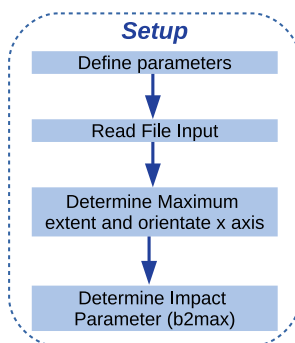 Setup
Define parameters
Read File Input
Determine Maximum
extent and orientate x axis
Determine Impact
Parameter (b2max)